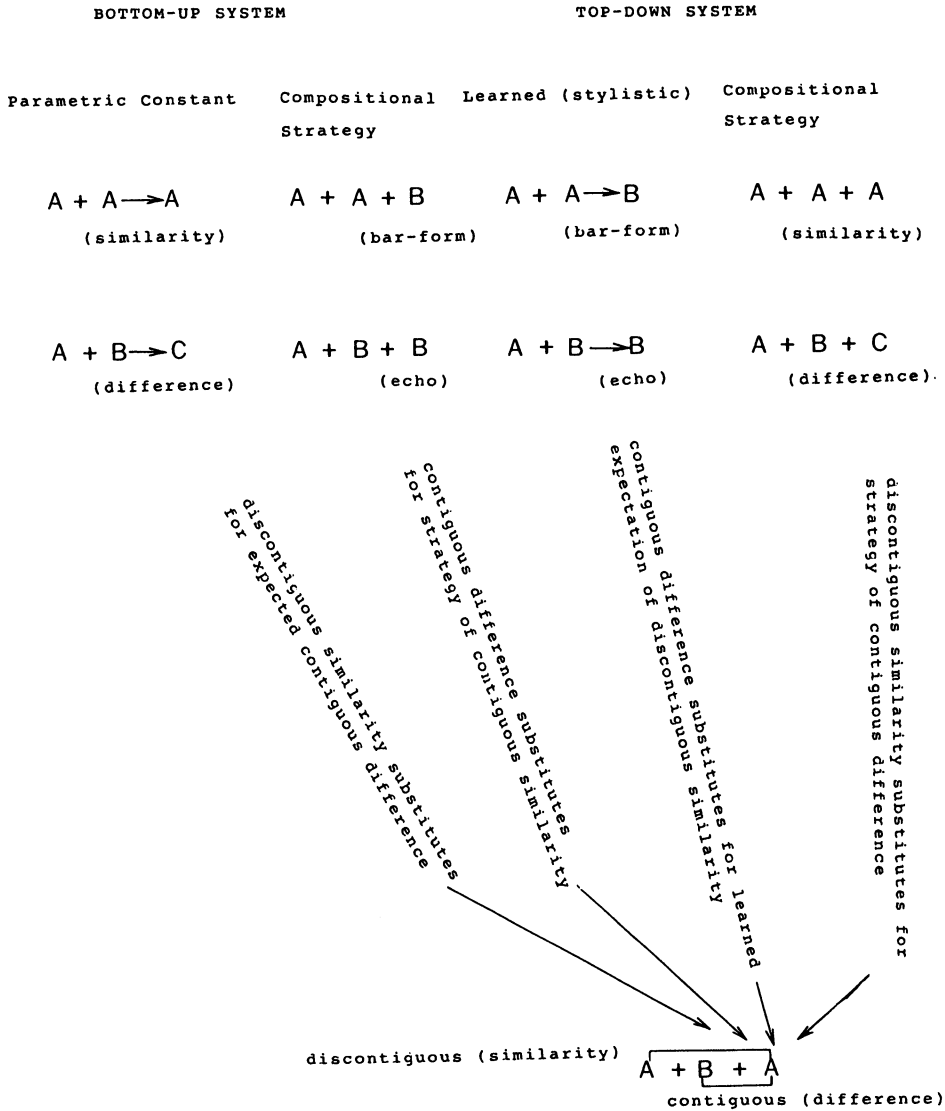 BOTTOM-UP SYSTEM
TOP-DOWN SYSTEM
Parametric Constant
Compositional
Strategy
Learned (stylistic)
Compositional
Strategy
A + A→A
(similarity)
A + A + B
(bar-form)
A + A→B
(bar-form)
A + A + A
(similarity)
A + B→C
(difference)
A + B + B
(echo)
A + B→B
(echo)
A + B + C
(difference).
discontiguous similarity substitutes
for expected contiguous difference
contiguous difference substitutes
for strategy of contiguous similarity
contiguous difference substitutes for learned
expectation of discontiguous similarity
discontiguous similarity substitutes for
strategy of contiguous difference
discontiguous (similarity)
A + B + A
contiguous (difference)